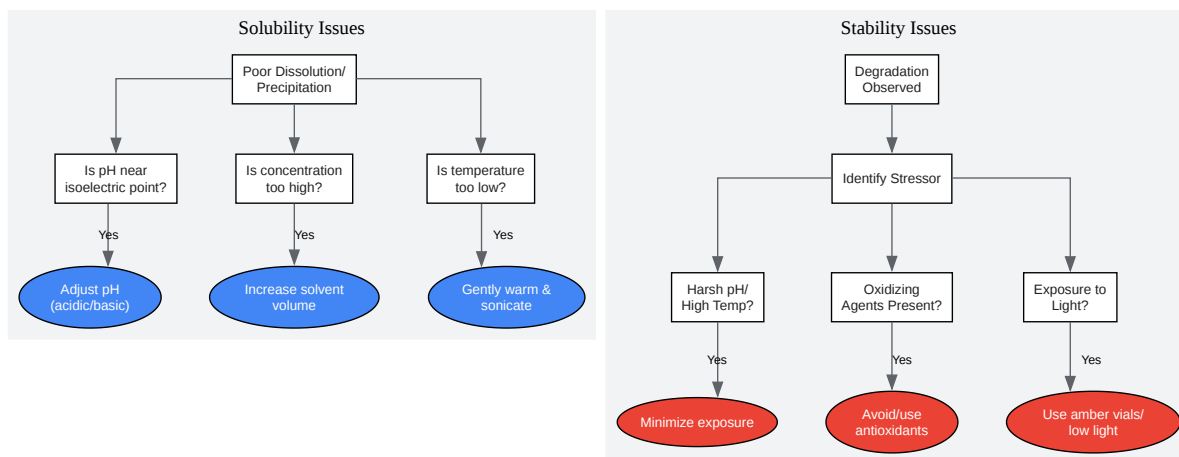 Solubility Issues
Poor Dissolution/
Precipitation
Is pH near
isoelectric point?
Is concentration
too high?
Is temperature
too low?
Yes
Yes
Yes
Adjust pH
(acidic/basic)
Increase solvent
volume
Gently warm &
sonicate
Stability Issues
Degradation
Observed
Identify Stressor
Harsh pH/
High Temp?
Oxidizing
Agents Present?
Exposure to
Light?
Yes
Yes
Yes
Minimize exposure
Avoid/use
antioxidants
Use amber vials/
low light